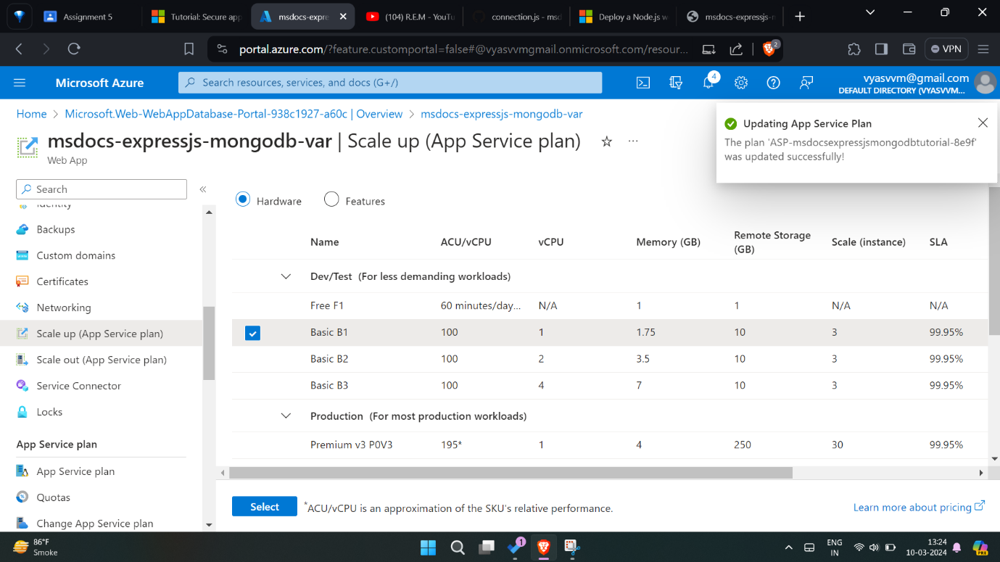 Assignment 5
Tutorial: Secure app
msdocs-expre
(104) R.E.M - YouTu
connection.js - msd
Deploy a Node.js w
msdocs-expressjs-m
portal.azure.com/?feature.customportal=false#@vyasvvmgmail.onmicrosoft.com/resour...
2
VPN
Microsoft Azure
Search resources, services, and docs (G+/)
4
vyasvvm@gmail.com
DEFAULT DIRECTORY (VYASVVM...
Home > Microsoft.Web-WebAppDatabase-Portal-938c1927-a60c | Overview > msdocs-expressjs-mongodb-var
msdocs-expressjs-mongodb-var | Scale up (App Service plan)
Web App
Updating App Service Plan
The plan 'ASP-msdocsexpressjsmongodbtutorial-8e9f'
was updated successfully!
Search
Identity
Backups
Custom domains
www
Certificates
Networking
Scale up (App Service plan)
Scale out (App Service plan)
Service Connector
Locks
App Service plan
App Service plan
Quotas
Change App Service plan
Hardware
Features
Name ACU/vCPU vCPU Memory (GB) Remote Storage (GB) Scale (instance) SLA
Dev/Test (For less demanding workloads)
Free F1 60 minutes/day... N/A 1 1 N/A N/A
Basic B1 100 1 1.75 10 3 99.95%
Basic B2 100 2 3.5 10 3 99.95%
Basic B3 100 4 7 10 3 99.95%
Production (For most production workloads)
Premium v3 P0V3 195* 1 4 250 30 99.95%
Select
*ACU/vCPU is an approximation of the SKU's relative performance.
Learn more about pricing
86°F
Smoke
1
ENG
IN
13:24
10-03-2024
PRE